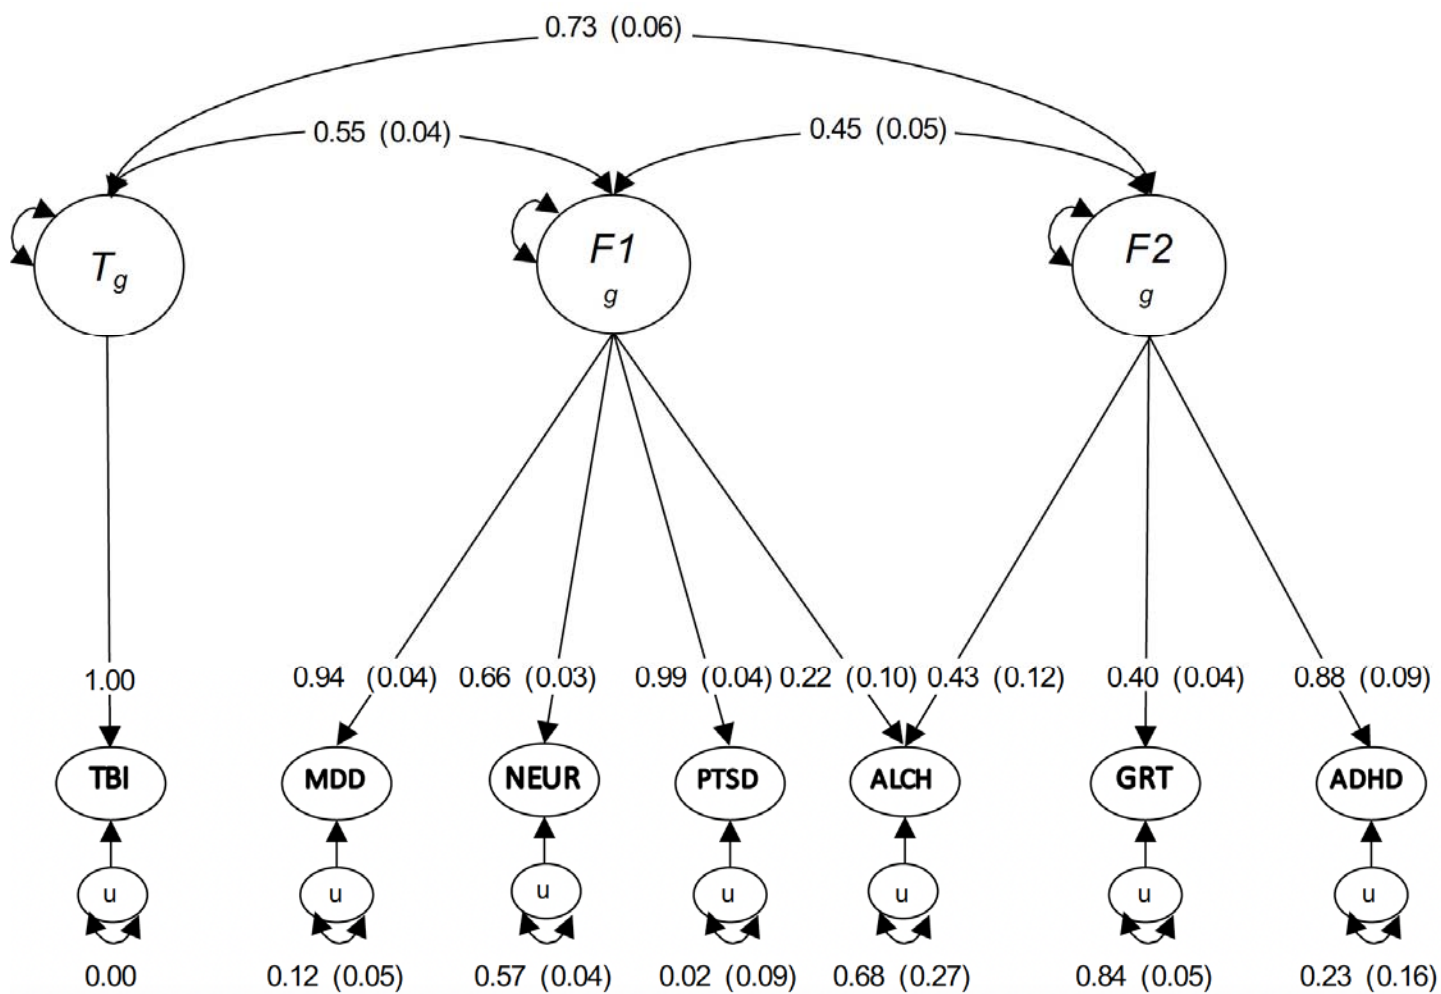 0.73 (0.06)
0.55 (0.04) 0.45 (0.05)
Tg F1 g F2 g
1.00 0.94 (0.04) 0.66 (0.03) 0.99 (0.04) 0.22 (0.10) 0.43 (0.12) 0.40 (0.04) 0.88 (0.09)
TBI MDD NEUR PTSD ALCH GRT ADHD
u u u u u u u
0.00 0.12 (0.05) 0.57 (0.04) 0.02 (0.09) 0.68 (0.27) 0.84 (0.05) 0.23 (0.16)